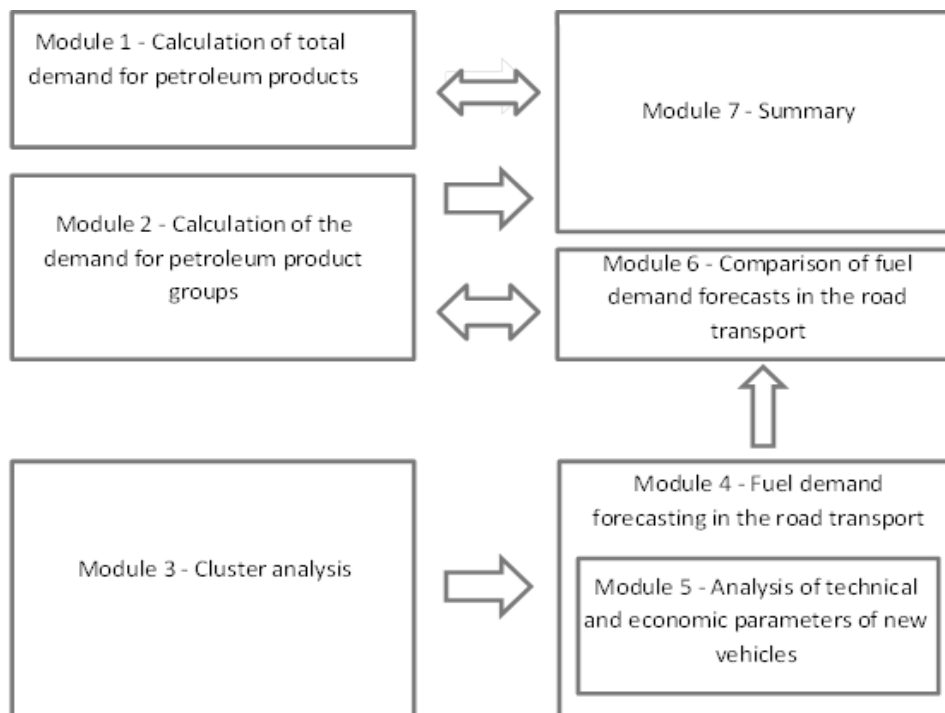 Module 1 - Calculation of total
demand for petroleum products
Module 7 - Summary
Module 2 - Calculation of the
demand for petroleum product
groups
Module 6 - Comparison of fuel
demand forecasts in the road
transport
Module 3 - Cluster analysis
Module 4 - Fuel demand
forecasting in the road transport
Module 5 - Analysis of technical
and economic parameters of new
vehicles